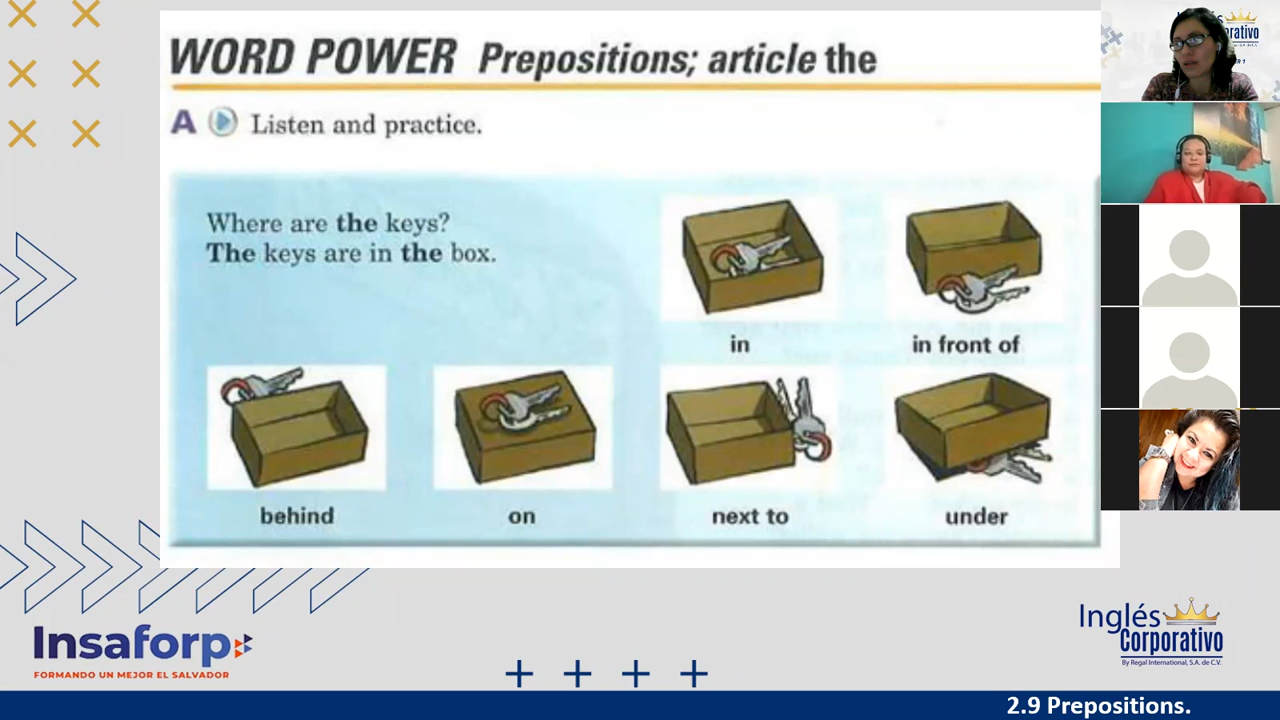 WORD POWER Prepositions; article the
A Listen and practice.
Where are the keys?
The keys are in the box.
in
in front of
behind
on
next to
under
Insaforp
FORMANDO UN MEJOR EL SALVADOR
Inglés
Corporativo
By Regal International, S.A. de C.V.
2.9 Prepositions.